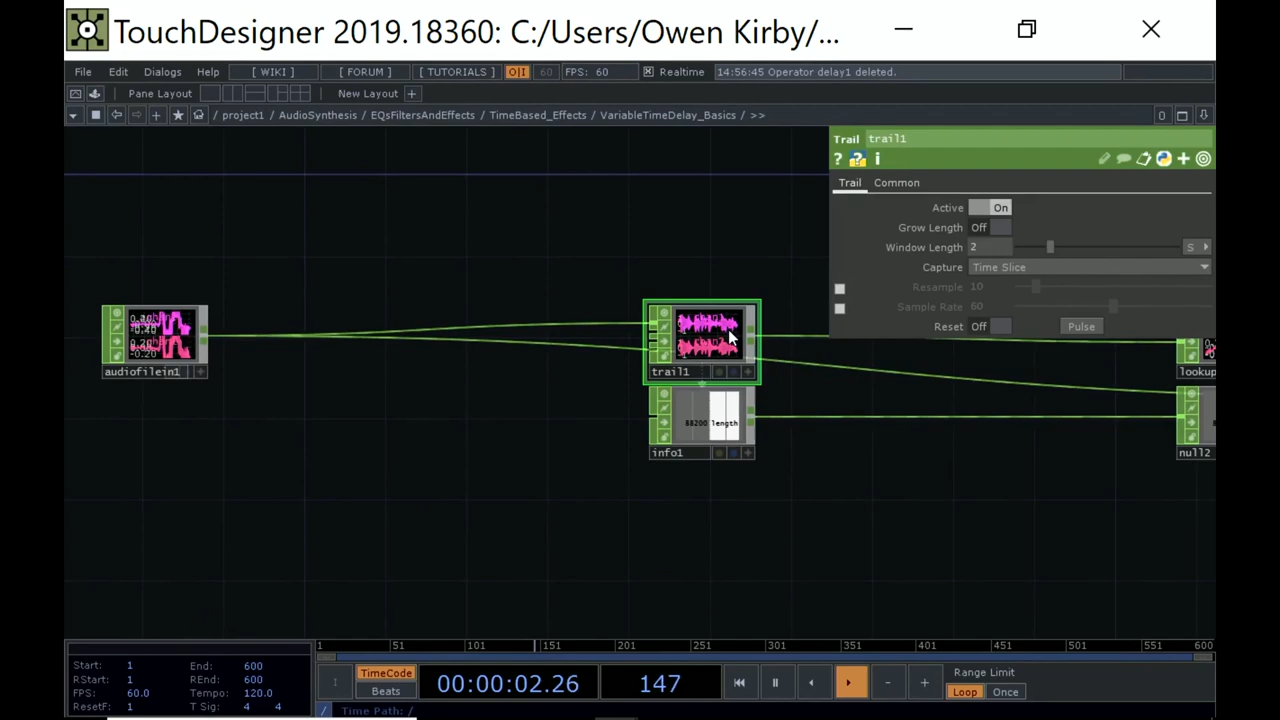 TouchDesigner 2019.18360: C:/Users/Owen Kirby/...
File Edit Dialogs Help [ WIKI ] [ FORUM ] [ TUTORIALS ] O|I 60 FPS: 60 Realtime 14:56:45 Operator delay1 deleted.
Pane Layout New Layout +
/ project1 / AudioSynthesis / EQsFiltersAndEffects / TimeBased_Effects / VariableTimeDelay_Basics / >> 0
Trail trail1
? ? i
Trail Common
Active On
Grow Length Off
Window Length 2 S
Capture Time Slice
Resample 10
Sample Rate 60
Reset Off Pulse
audiofilein1
trail1
lookup
88200 length
info1
null2
1 51 101 151 201 251 301 351 401 451 501 551 600
Start: 1 End: 600
RStart: 1 REnd: 600
FPS: 60.0 Tempo: 120.0
ResetF: 1 T Sig: 4 4
TimeCode
Beats
00:00:02.26 147
Range Limit
Loop Once
/ Time Path: /